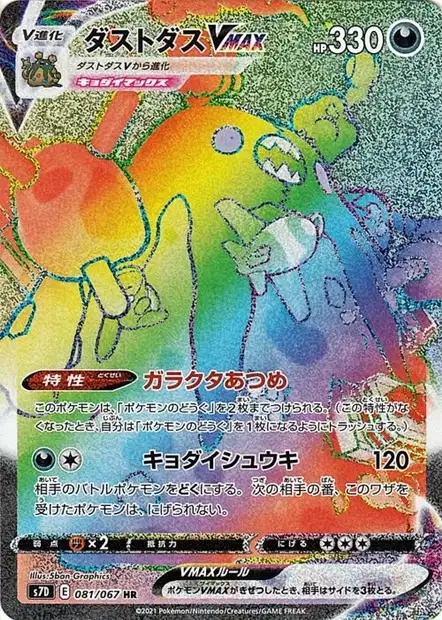 V進化
ダストダスVMAX
HP330
ダストダスVから進化
キョダイマックス
特性 とくせい
ガラクタあつめ
このポケモンは、「ポケモンのどうぐ」を2枚までつけられる。（この特性がな
くなったとき、自分は「ポケモンのどうぐ」を1枚になるようにトラッシュする。）
キョダイシュウキ 120
相手のバトルポケモンをどくにする。次の相手の番、このワザを
受けたポケモンは、にげられない。
弱点 ×2 抵抗力 にげる
Illus. 5ban Graphics
VMAXルール
s7D E 081/067 HR
ポケモンVMAXがきぜつしたとき、相手はサイドを3枚とる。
©2021 Pokémon/Nintendo/Creatures/GAME FREAK